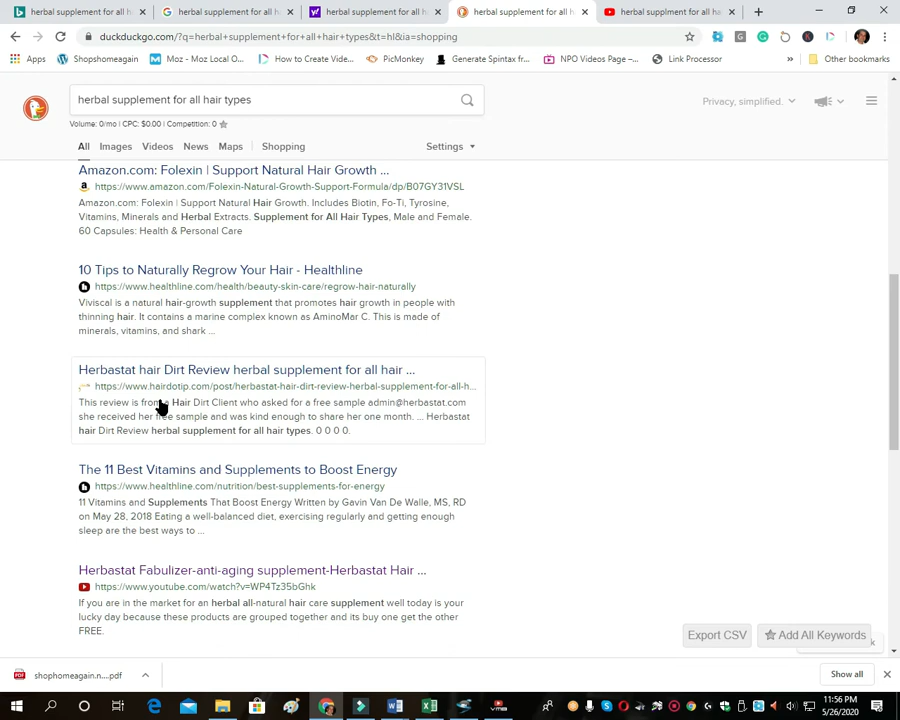 herbal supplement for all h
herbal supplement for all h
herbal supplement for all h
herbal supplement for all h
herbal supplment for all ha
duckduckgo.com/?q=herbal+supplement+for+all+hair+types&t=hl&ia=shopping
Apps
Shopshomeagain
Moz - Moz Local O...
How to Create Vide...
PicMonkey
Generate Spintax fr...
NPO Videos Page -...
Link Processor
»
Other bookmarks
herbal supplement for all hair types
Privacy, simplified.
Volume: 0/mo | CPC: $0.00 | Competition: 0
All
Images
Videos
News
Maps
Shopping
Settings
Amazon.com: Folexin | Support Natural Hair Growth ...
https://www.amazon.com/Folexin-Natural-Growth-Support-Formula/dp/B07GY31VSL
Amazon.com: Folexin | Support Natural Hair Growth. Includes Biotin, Fo-Ti, Tyrosine,
Vitamins, Minerals and Herbal Extracts. Supplement for All Hair Types, Male and Female.
60 Capsules: Health & Personal Care
10 Tips to Naturally Regrow Your Hair - Healthline
https://www.healthline.com/health/beauty-skin-care/regrow-hair-naturally
Viviscal is a natural hair-growth supplement that promotes hair growth in people with
thinning hair. It contains a marine complex known as AminoMar C. This is made of
minerals, vitamins, and shark ...
Herbastat hair Dirt Review herbal supplement for all hair ...
https://www.hairdotip.com/post/herbastat-hair-dirt-review-herbal-supplement-for-all-h...
This review is from a Hair Dirt Client who asked for a free sample admin@herbastat.com
she received her free sample and was kind enough to share her one month. ... Herbastat
hair Dirt Review herbal supplement for all hair types. 0 0 0 0.
The 11 Best Vitamins and Supplements to Boost Energy
https://www.healthline.com/nutrition/best-supplements-for-energy
11 Vitamins and Supplements That Boost Energy Written by Gavin Van De Walle, MS, RD
on May 28, 2018 Eating a well-balanced diet, exercising regularly and getting enough
sleep are the best ways to ...
Herbastat Fabulizer-anti-aging supplement-Herbastat Hair ...
https://www.youtube.com/watch?v=WP4Tz35bGhk
If you are in the market for an herbal all-natural hair care supplement well today is your
lucky day because these products are grouped together and its buy one get the other
FREE.
Export CSV
Add All Keywords
shophomeagain.n....pdf
Show all
11:56 PM
5/26/2020